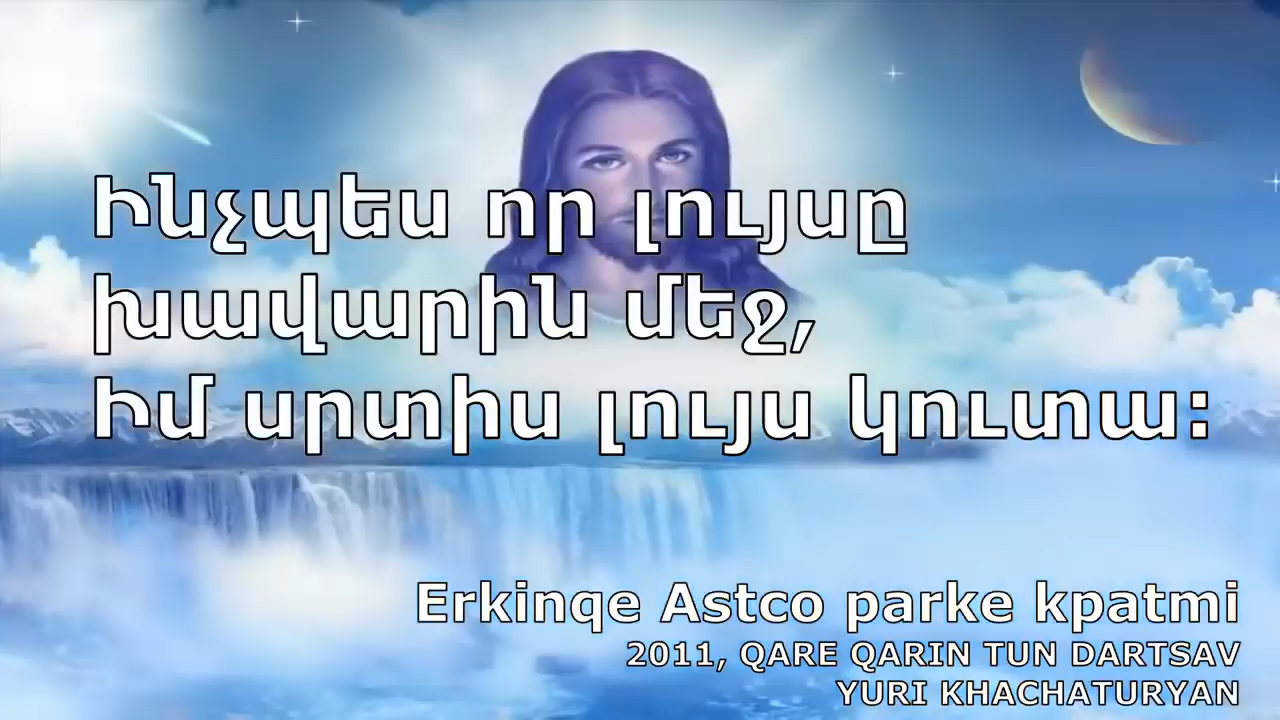 Ինչպես որ լույսը
խավարին մեջ,
Իմ սրտիս լույս կուտա:
Erkinqe Astco parke kpatmi
2011, QARE QARIN TUN DARTSAV
YURI KHACHATURYAN